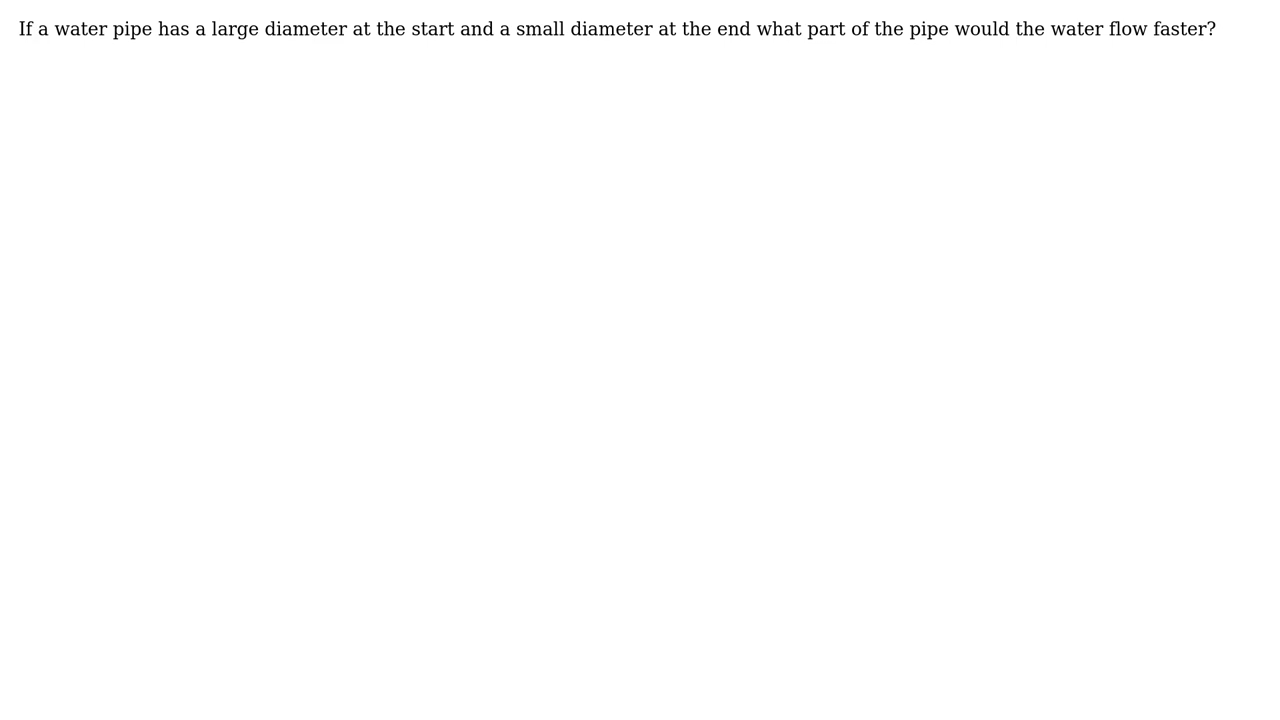 If a water pipe has a large diameter at the start and a small diameter at the end what part of the pipe would the water flow faster?